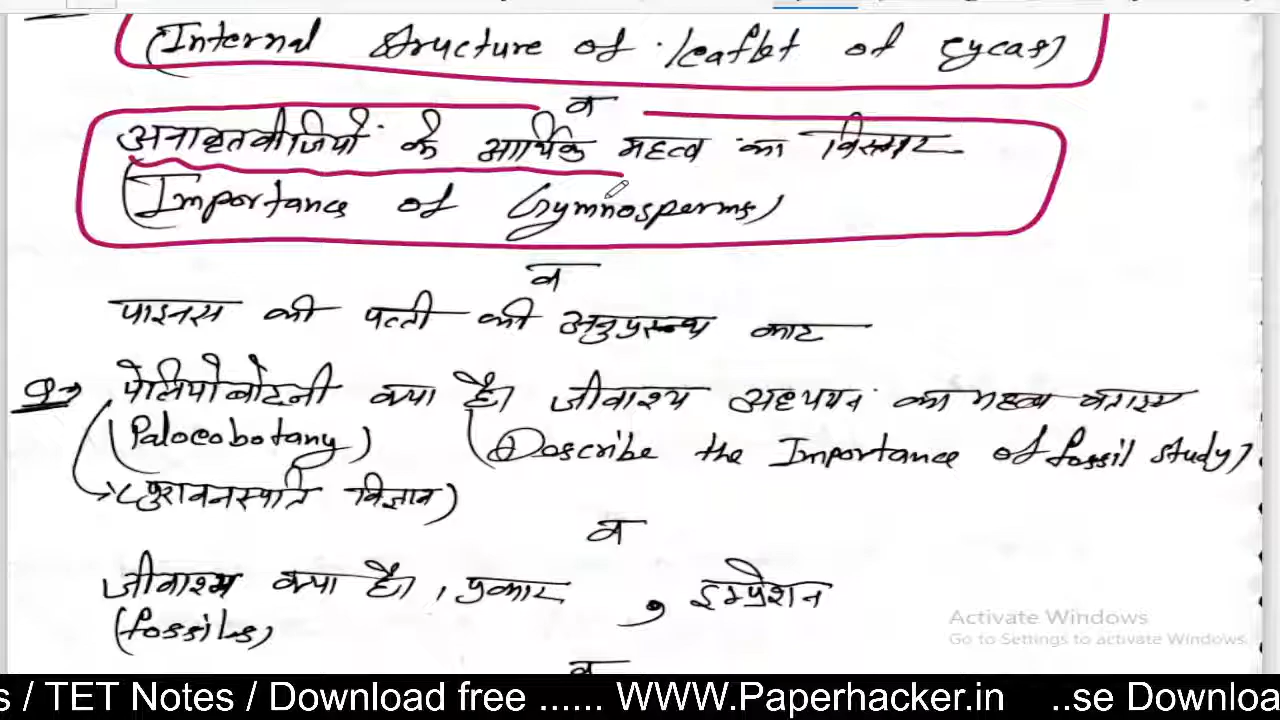 (Internal Structure of leaflet of cycas)
व
अनावृतबीजियों के आर्थिक महत्व का विस्तार
(Importance of Gymnosperms)
व
पाइनस की पत्ती की अनुप्रस्थ काट
Q→ पेलियोबोटनी क्या है। जीवाश्म अध्ययन का महत्व बताइए
(Paloeobotany) (Describe the Importance of fossil study)
→(पुरावनस्पति विज्ञान)
व
जीवाश्म क्या है।, प्रकार, इम्प्रेशन
(fossils)
व
Activate Windows
Go to Settings to activate Windows.
s / TET Notes / Download free ...... WWW.Paperhacker.in ..se Downloa